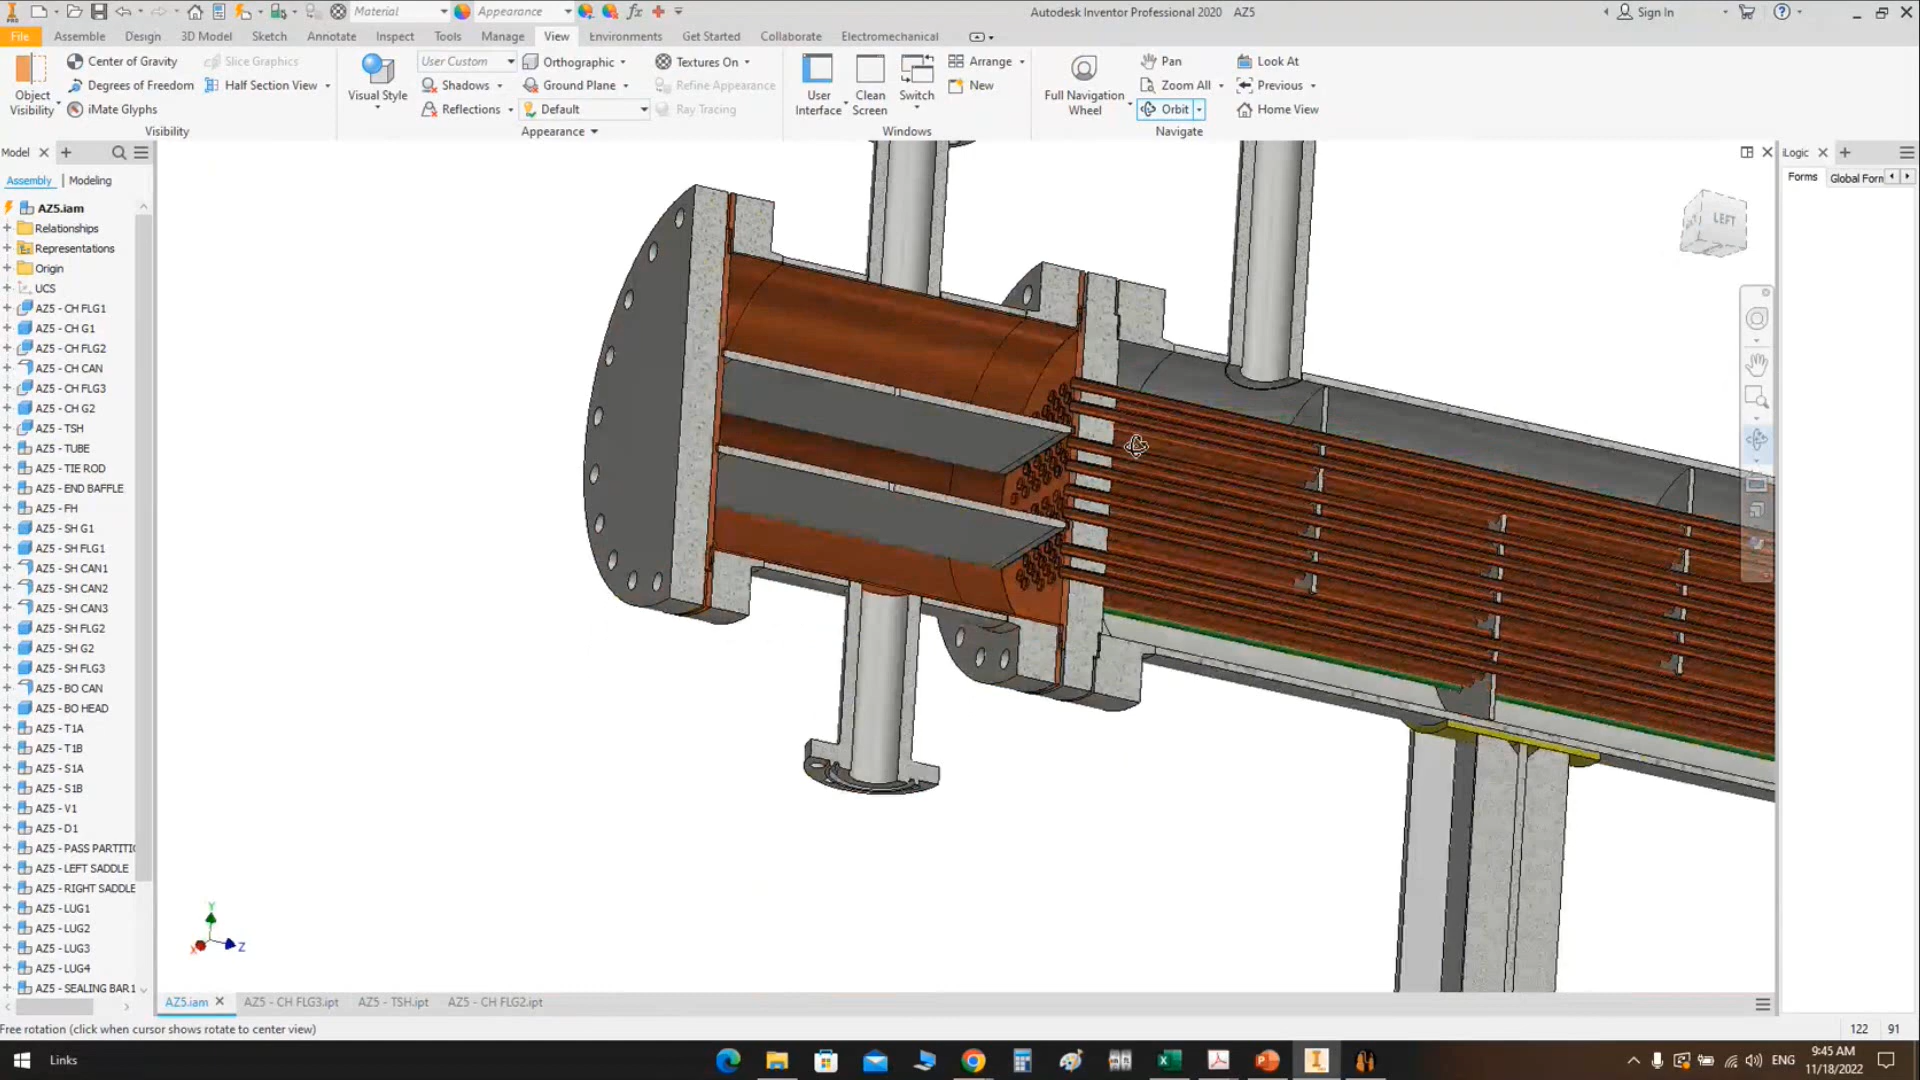 Material
Appearance
Autodesk Inventor Professional 2020 AZ5
Sign In
File Assemble Design 3D Model Sketch Annotate Inspect Tools Manage View Environments Get Started Collaborate Electromechanical
Object Visibility
Center of Gravity
Degrees of Freedom
iMate Glyphs
Slice Graphics
Half Section View
Visibility
Visual Style
User Custom
Shadows
Reflections
Orthographic
Ground Plane
Default
Textures On
Refine Appearance
Ray Tracing
Appearance
User Interface
Clean Screen
Switch
Arrange
New
Windows
Full Navigation Wheel
Pan
Zoom All
Orbit
Look At
Previous
Home View
Navigate
Model
Assembly | Modeling
AZ5.iam
Relationships
Representations
Origin
UCS
AZ5 - CH FLG1
AZ5 - CH G1
AZ5 - CH FLG2
AZ5 - CH CAN
AZ5 - CH FLG3
AZ5 - CH G2
AZ5 - TSH
AZ5 - TUBE
AZ5 - TIE ROD
AZ5 - END BAFFLE
AZ5 - FH
AZ5 - SH G1
AZ5 - SH FLG1
AZ5 - SH CAN1
AZ5 - SH CAN2
AZ5 - SH CAN3
AZ5 - SH FLG2
AZ5 - SH G2
AZ5 - SH FLG3
AZ5 - BO CAN
AZ5 - BO HEAD
AZ5 - T1A
AZ5 - T1B
AZ5 - S1A
AZ5 - S1B
AZ5 - V1
AZ5 - D1
AZ5 - PASS PARTITI
AZ5 - LEFT SADDLE
AZ5 - RIGHT SADDLE
AZ5 - LUG1
AZ5 - LUG2
AZ5 - LUG3
AZ5 - LUG4
AZ5 - SEALING BAR1
LEFT
Y
X
Z
iLogic
Forms Global Forn
AZ5.iam AZ5 - CH FLG3.ipt AZ5 - TSH.ipt AZ5 - CH FLG2.ipt
Free rotation (click when cursor shows rotate to center view)
122 91
Links
ENG
9:45 AM
11/18/2022